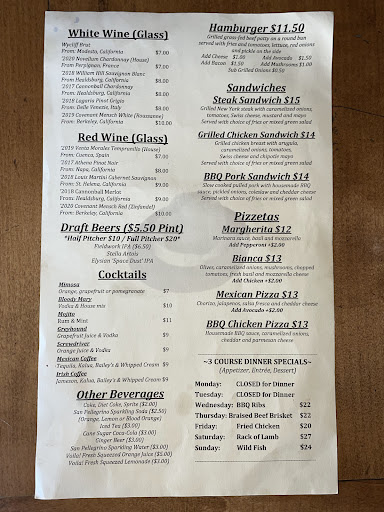 White Wine (Glass)
Wycliff Brut
From: Modesto, California $7.00
'2020 Novellum Chardonnay (House)
From: Perpignan, France $7.00
'2018 William Hill Sauvignon Blanc
From: Healdsburg, California $8.00
'2017 Cannonball Chardonnay
From: Healdsburg, California $8.00
'2018 Lagaria Pinot Grigio
From: Delle Venezie, Italy $8.00
'2019 Covenant Mensch White (Roussanne)
From: Berkeley, California $10.00
Red Wine (Glass)
'2019 Venta Morales Tempranillo (House)
From: Cuenca, Spain $7.00
'2017 Athena Pinot Noir
From: Napa, California $8.00
'2018 Louis Martini Cabernet Sauvignon
From: St. Helena, California $9.00
'2018 Cannonball Merlot
From: Healdsburg, California $9.00
'2020 Covenant Mensch Red (Zinfandel)
From: Berkeley, California $10.00
Draft Beers ($5.50 Pint)
*Half Pitcher $10 / Full Pitcher $20*
Fieldwork IPA ($6.50)
Stella Artois
Elysian 'Space Dust' IPA
Cocktails
Mimosa
Orange, grapefruit or pomegranate $7
Bloody Mary
Vodka & House mix $10
Mojito
Rum & Mint $11
Greyhound
Grapefruit Juice & Vodka $9
Screwdriver
Orange Juice & Vodka $9
Mexican Coffee
Tequila, Kolua, Bailey's & Whipped Cream $9
Irish Coffee
Jameson, Kolua, Bailey's & Whipped Cream $9
Other Beverages
Coke, Diet Coke, Sprite ($2.00)
San Pellegrino Sparkling Sodas ($2.50)
(Orange, Lemon or Blood Orange)
Iced Tea ($3.00)
Cane Sugar Coca-Cola ($3.00)
Ginger Beer ($3.00)
San Pellegrino Sparkling Water ($3.00)
Voila! Fresh Squeezed Orange Juice ($5.00)
Voila! Fresh Squeezed Lemonade ($3.00)
Hamburger $11.50
Grilled grass-fed beef patty on a round bun
served with fries and tomatoes, lettuce, red onions
and pickle on the side
Add Cheese $1.00 Add Avocado $1.50
Add Bacon $1.50 Add Mushrooms $1.00
Sub Grilled Onions $0.50
Sandwiches
Steak Sandwich $15
Grilled New York steak with caramelized onions,
tomatoes, Swiss cheese, mustard and mayo
Served with choice of fries or mixed green salad
Grilled Chicken Sandwich $14
Grilled chicken breast with arugula,
caramelized onions, tomatoes,
Swiss cheese and chipotle mayo
Served with choice of fries or mixed green salad
BBQ Pork Sandwich $14
Slow cooked pulled pork with housemade BBQ
sauce, pickled onions, coleslaw and cheddar cheese
Served with choice of fries or mixed green salad
Pizzetas
Margherita $12
Marinara sauce, basil and mozzarella
Add Pepperoni +$2.00
Bianca $13
Olives, caramelized onions, mushrooms, chopped
tomatoes, fresh basil and mozzarella cheese
Add Chicken +$2.00
Mexican Pizza $13
Chorizo, jalapenos, salsa fresca and cheddar cheese
Add Avocado +$2.00
BBQ Chicken Pizza $13
Housemade BBQ sauce, caramelized onions,
cheddar and parmesan cheese
~3 COURSE DINNER SPECIALS~
(Appetizer, Entrée, Dessert)
Monday: CLOSED for Dinner
Tuesday: CLOSED for Dinner
Wednesday: BBQ Ribs $22
Thursday: Braised Beef Brisket $22
Friday: Fried Chicken $20
Saturday: Rack of Lamb $27
Sunday: Wild Fish $24